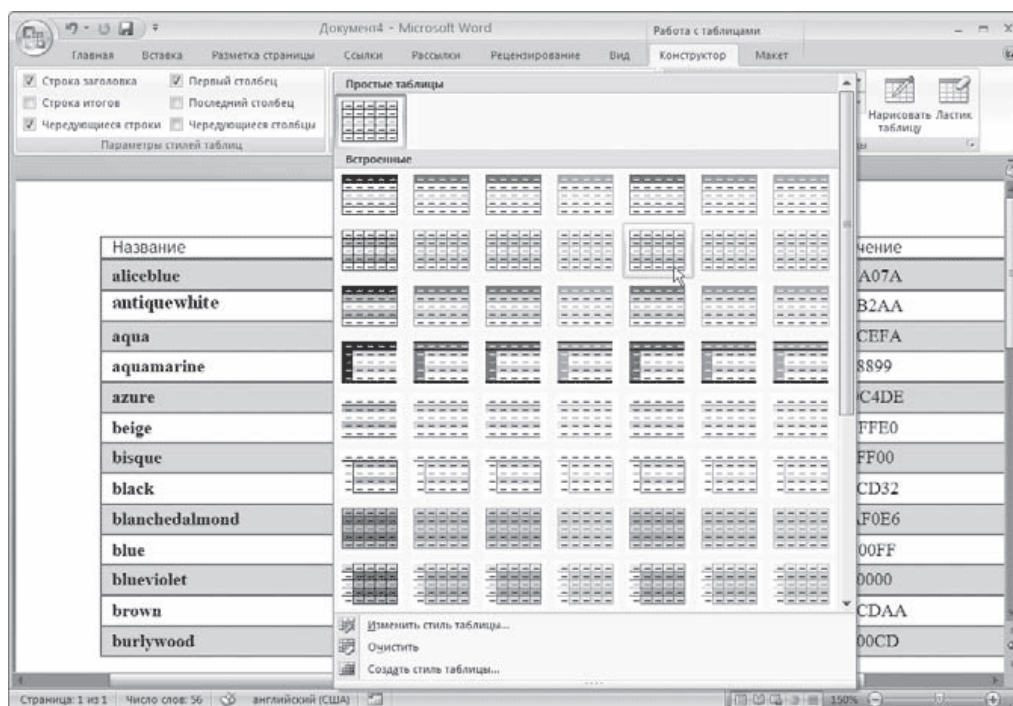 Документ4 - Microsoft Word
Работа с таблицами
Главная Вставка Разметка страницы Ссылки Рассылки Рецензирование Вид Конструктор Макет
Строка заголовка Первый столбец
Строка итогов Последний столбец
Чередующиеся строки Чередующиеся столбцы
Параметры стилей таблиц
Простые таблицы
Встроенные
Нарисовать таблицу
Ластик
Название
aliceblue A07A
antiquewhite B2AA
aqua CEFA
aquamarine 8899
azure C4DE
beige FFE0
bisque FF00
black CD32
blanchedalmond F0E6
blue 00FF
blueviolet 0000
brown CDAA
burlywood 00CD
Изменить стиль таблицы...
Очистить
Создать стиль таблицы...
Страница: 1 из 1 Число слов: 56 английский (США) 150%